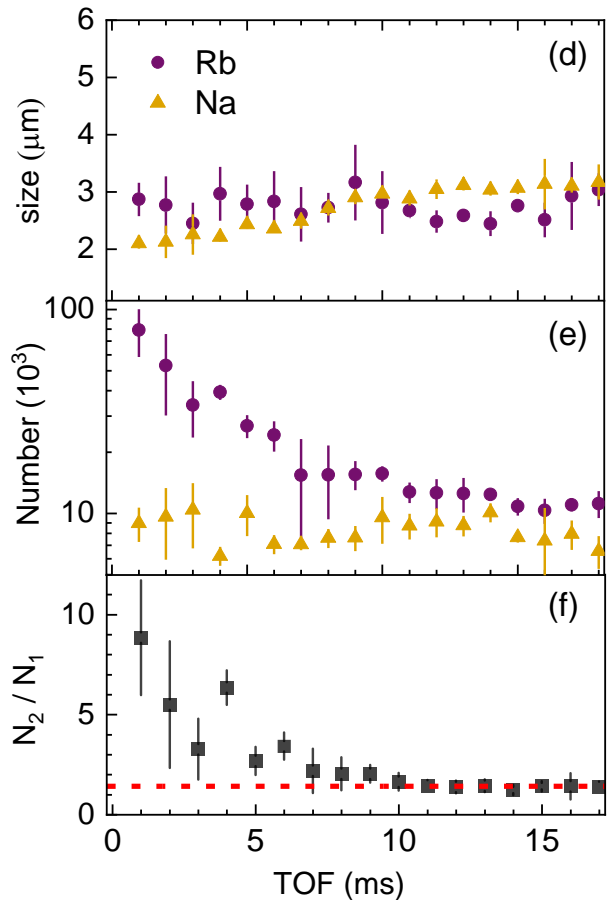 6
(d)
Rb
5
Na
4
size (μm)
3
2
100
(e)
Number (10³)
10
(f)
10
N₂ / N₁
5
0
0 5 10 15
TOF (ms)